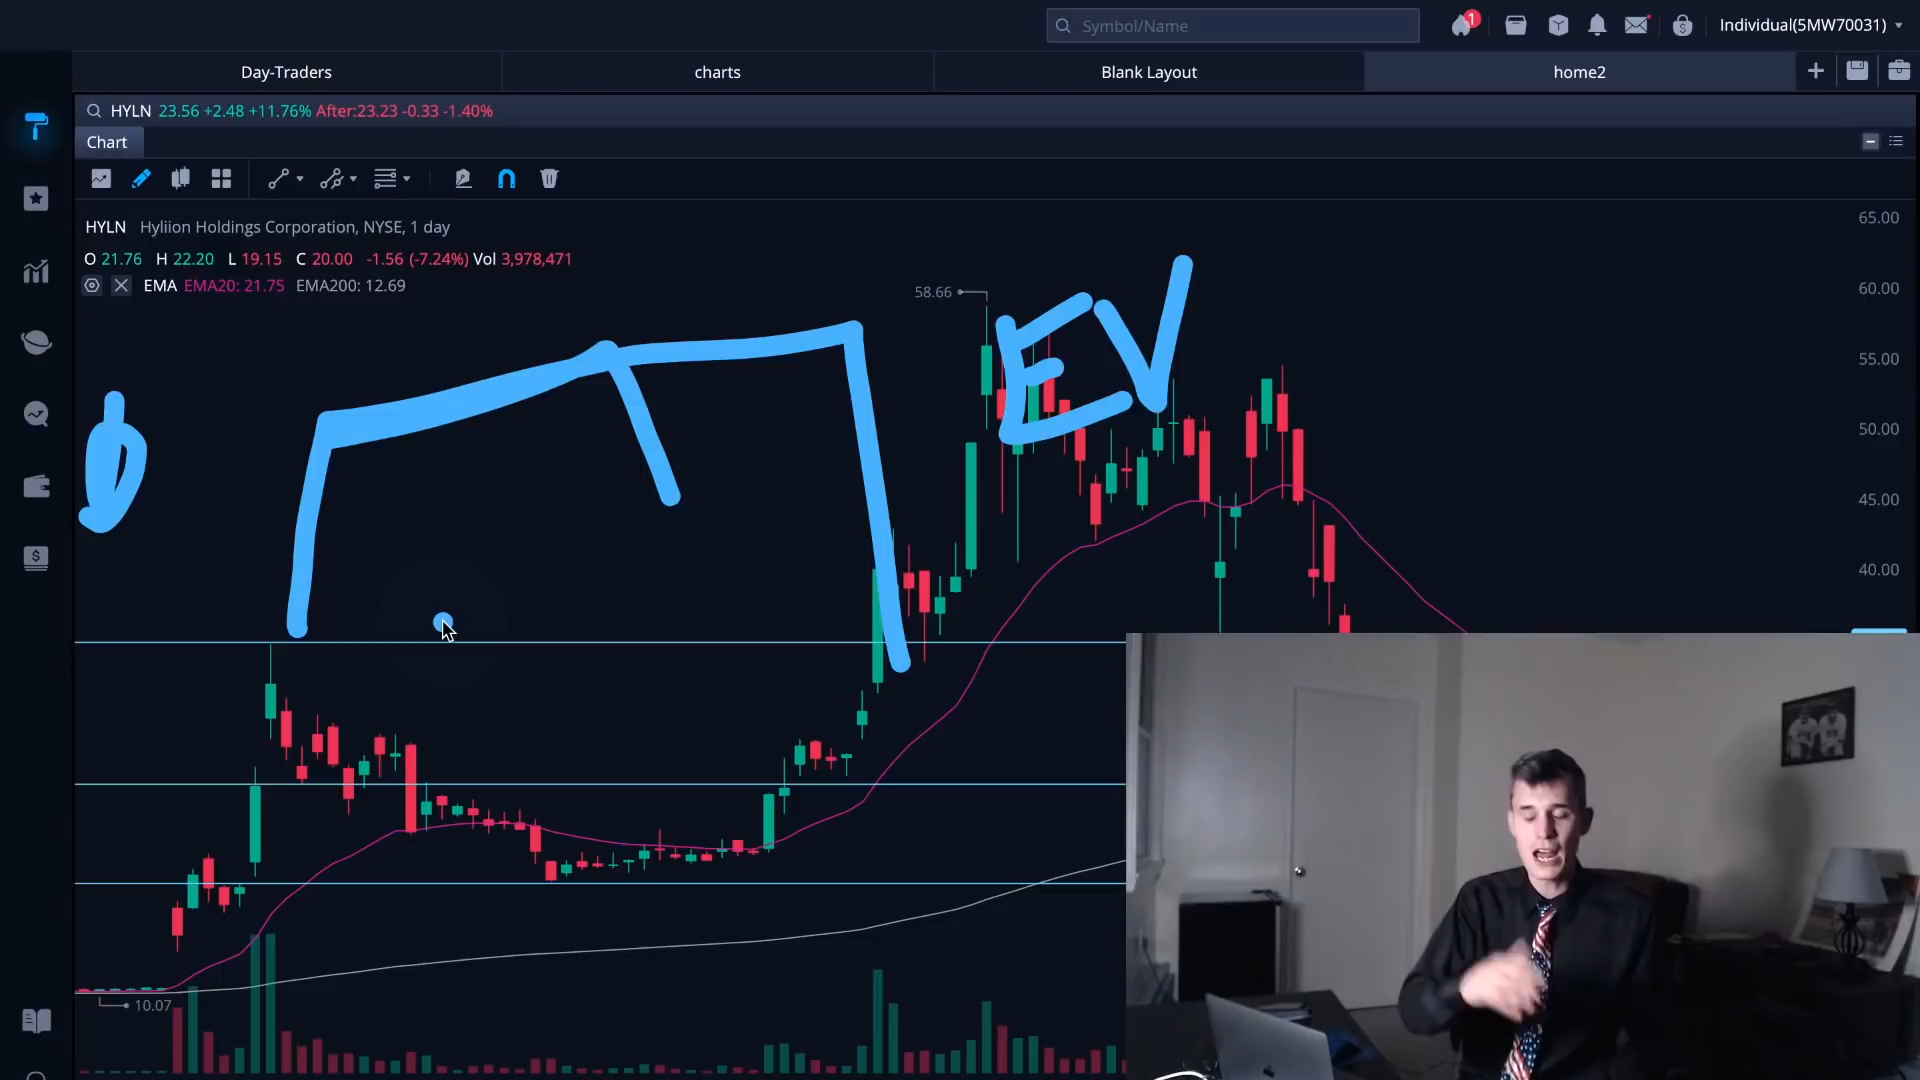 Symbol/Name
1
Individual(5MW70031)
Day-Traders
charts
Blank Layout
home2
HYLN 23.56 +2.48 +11.76% After:23.23 -0.33 -1.40%
Chart
HYLN Hyliion Holdings Corporation, NYSE, 1 day
O 21.76 H 22.20 L 19.15 C 20.00 -1.56 (-7.24%) Vol 3,978,471
EMA EMA20: 21.75 EMA200: 12.69
65.00
60.00
55.00
50.00
45.00
40.00
58.66
EV
10.07